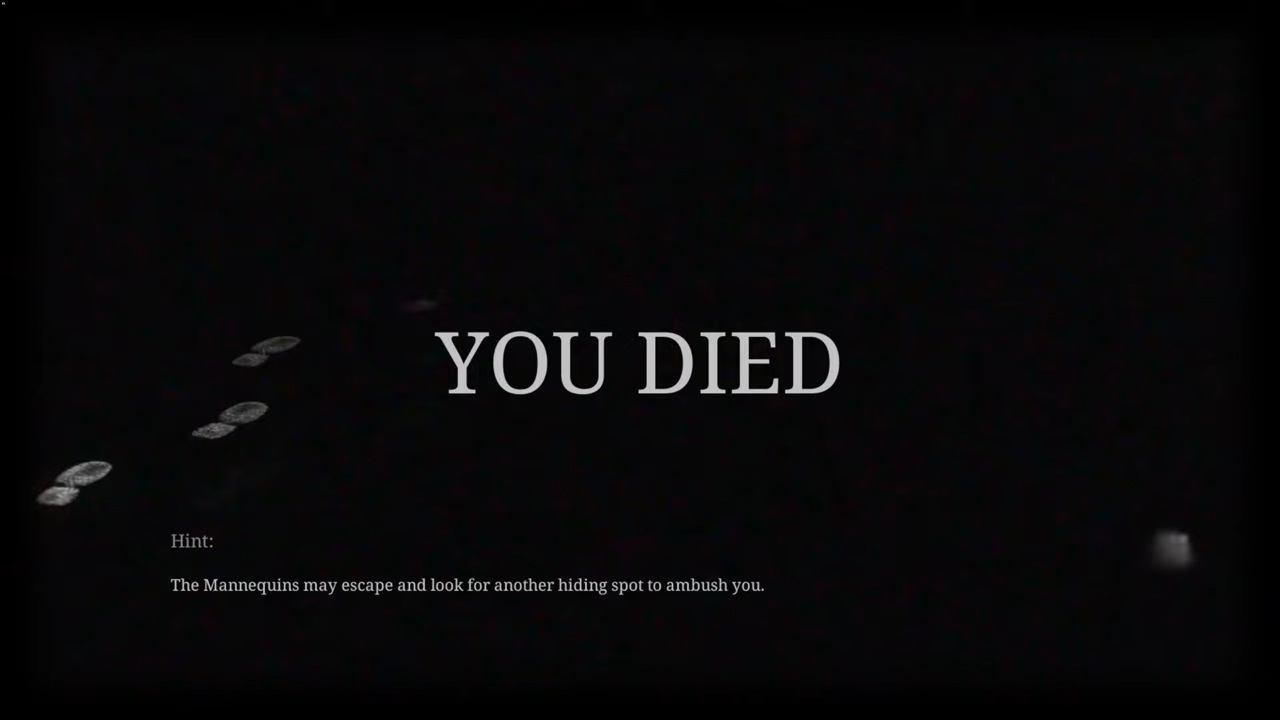 YOU DIED
Hint:
The Mannequins may escape and look for another hiding spot to ambush you.